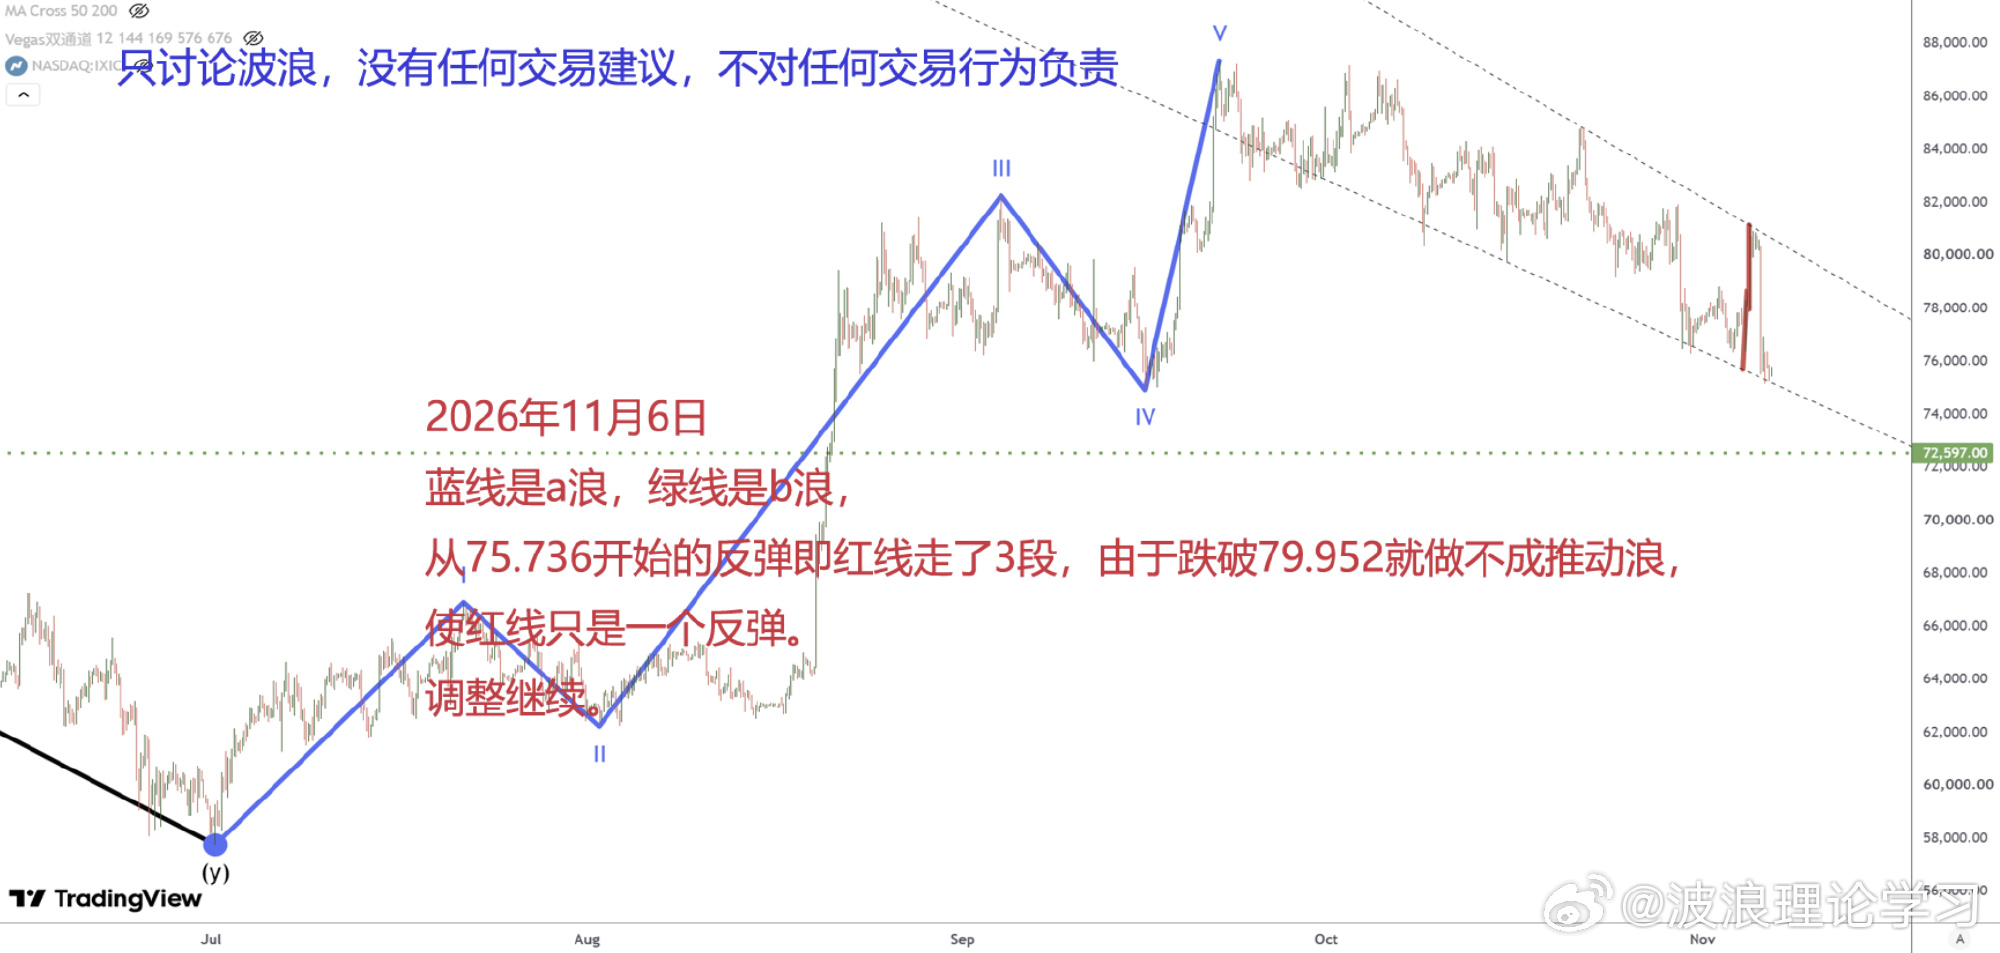 MA Cross 50 200
Vegas双通道 12 144 169 576 676
NASDAQ:IXIC
只讨论波浪，没有任何交易建议，不对任何交易行为负责
V
III
IV
I
II
(y)
2026年11月6日
蓝线是a浪，绿线是b浪，
从75.736开始的反弹即红线走了3段，由于跌破79.952就做不成推动浪，
使红线只是一个反弹。
调整继续。
88,000.00
86,000.00
84,000.00
82,000.00
80,000.00
78,000.00
76,000.00
74,000.00
72,597.00
72,000.00
70,000.00
68,000.00
66,000.00
64,000.00
62,000.00
60,000.00
58,000.00
56,000.00
TradingView
@波浪理论学习
Jul
Aug
Sep
Oct
Nov
A